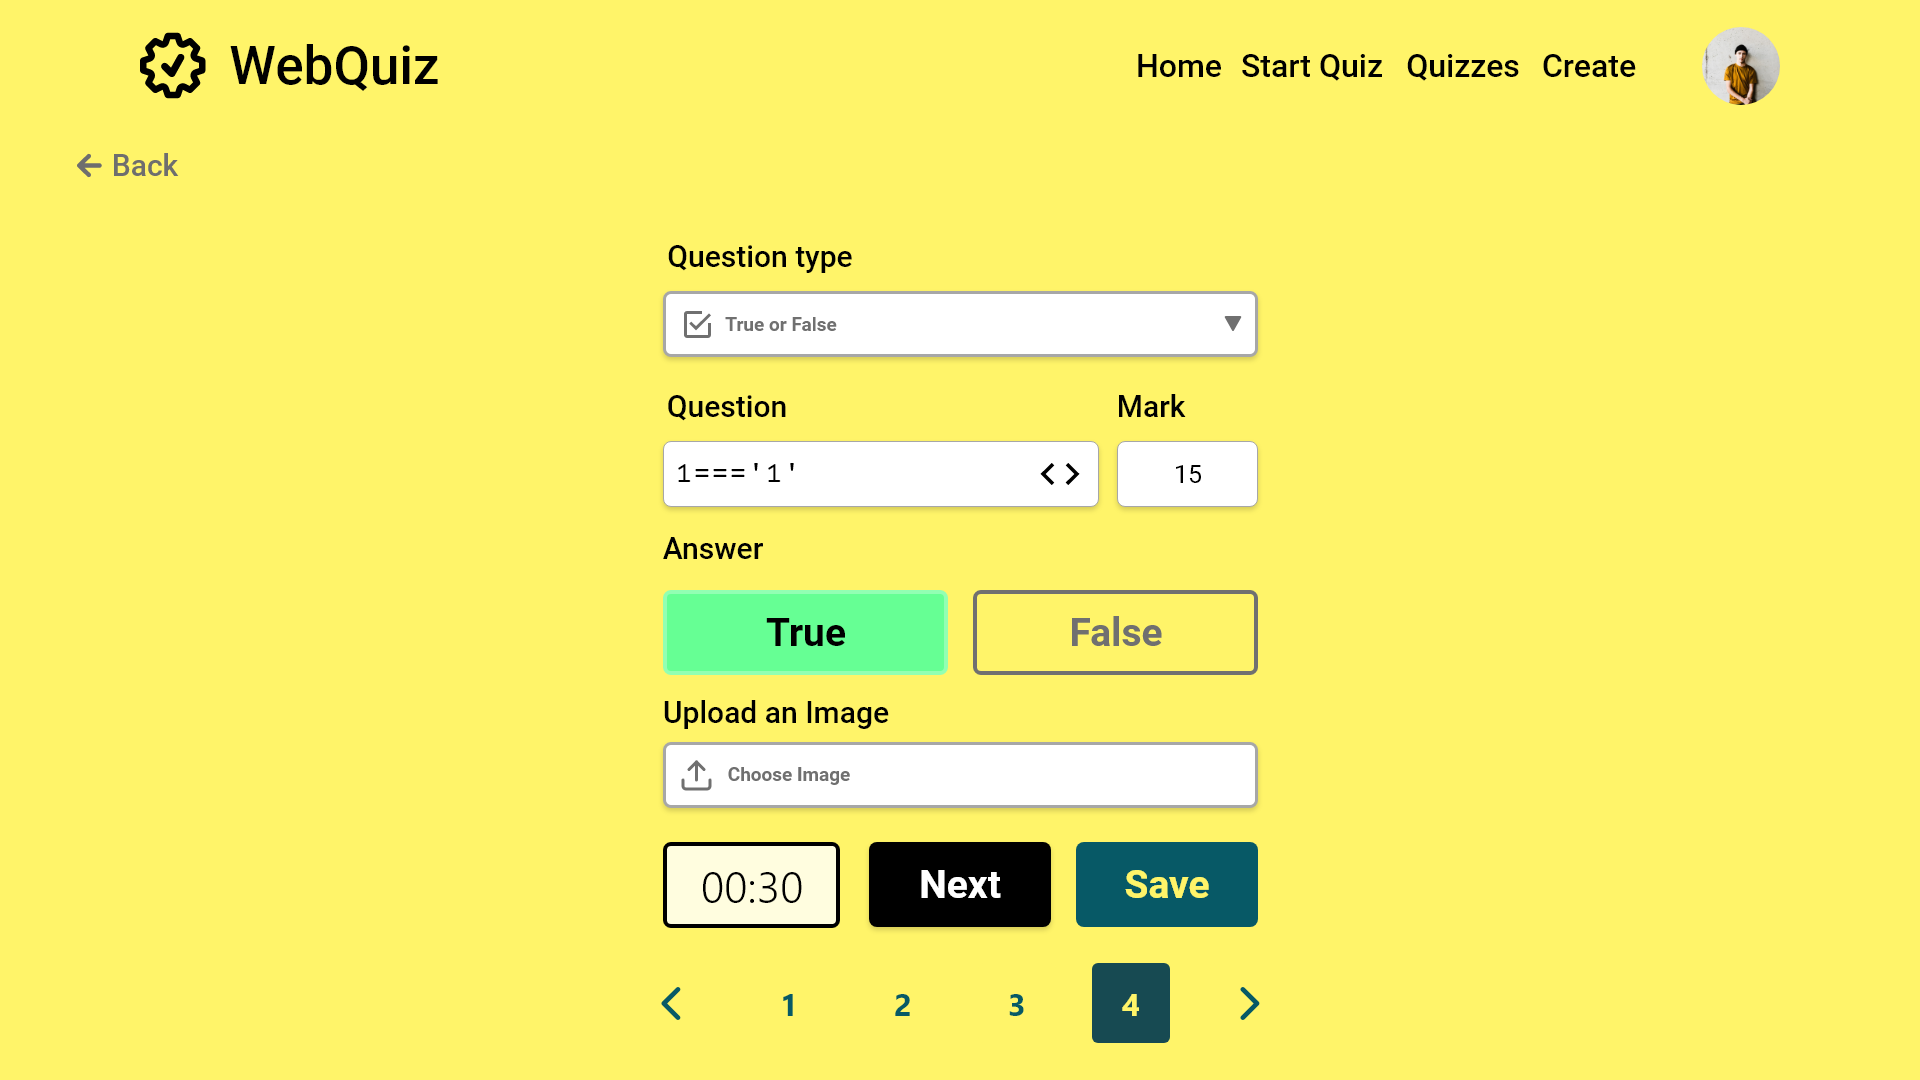 WebQuiz
Home Start Quiz Quizzes Create
Back
Question type
True or False
Question Mark
1==='1' 15
Answer
True False
Upload an Image
Choose Image
00:30 Next Save
1 2 3 4